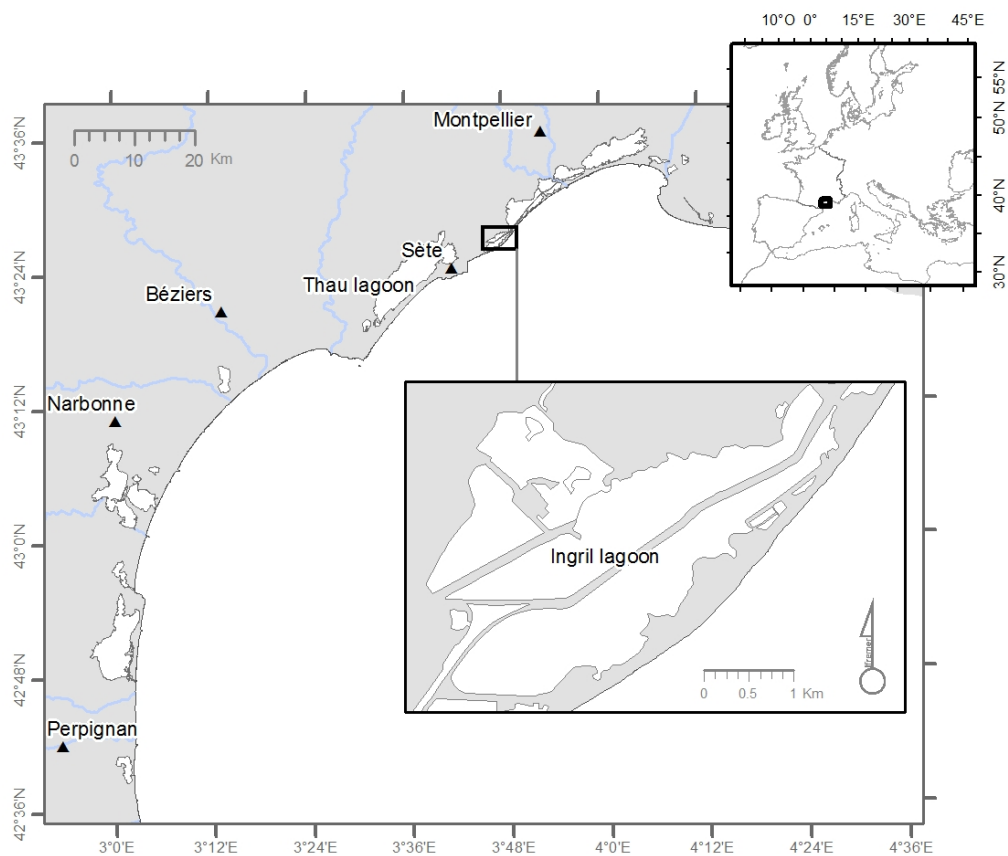 10°O 0° 15°E 30°E 45°E
55°N
50°N
40°N
30°N
43°36'N
43°24'N
43°12'N
43°0'N
42°48'N
42°36'N
0 10 20 Km
Montpellier
Sète
Thau lagoon
Béziers
Narbonne
Perpignan
Ingril lagoon
Ifremer
0 0.5 1 Km
3°0'E 3°12'E 3°24'E 3°36'E 3°48'E 4°0'E 4°12'E 4°24'E 4°36'E